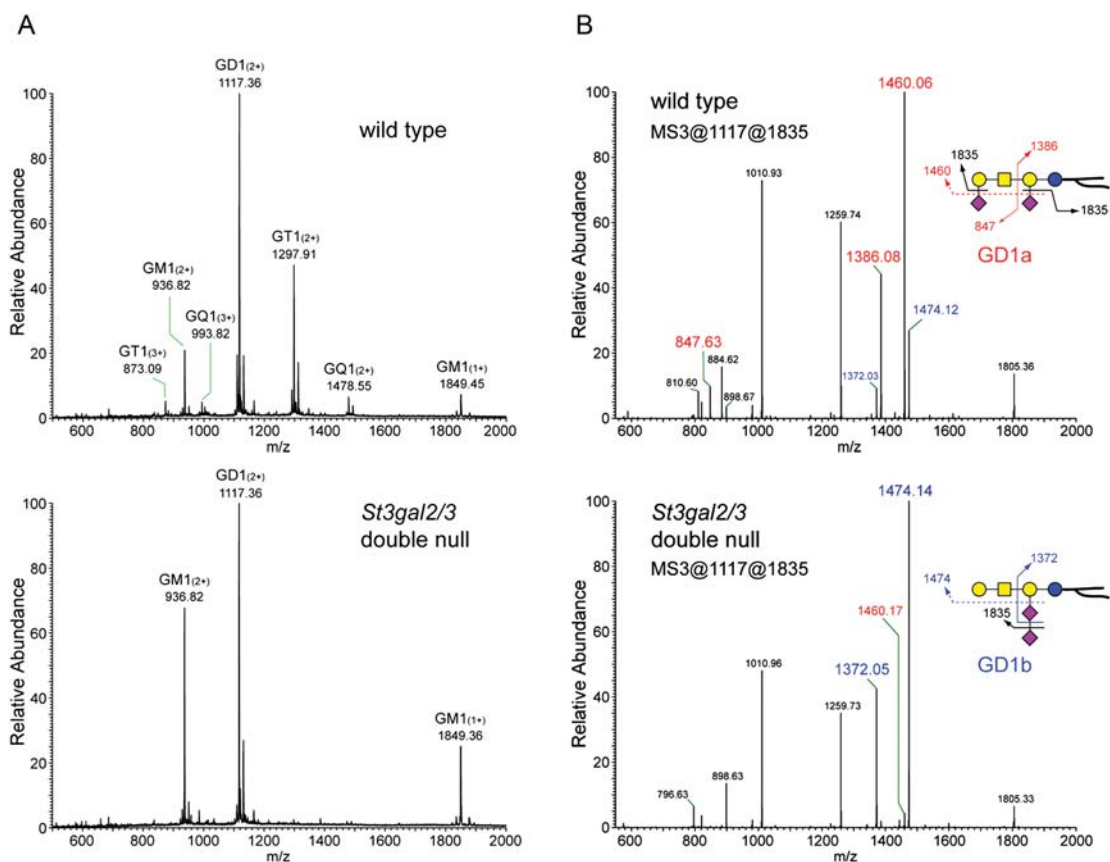 A
GD1(2+)
1117.36
wild type
GT1(2+)
1297.91
GM1(2+)
936.82
GQ1(3+)
993.82
GT1(3+)
873.09
GQ1(2+)
1478.55
GM1(1+)
1849.45
Relative Abundance
100
80
60
40
20
0
600 800 1000 1200 1400 1600 1800 2000
m/z
B
1460.06
wild type
MS3@1117@1835
1010.93
1259.74
1386.08
1474.12
847.63
810.60
884.62
898.67
1372.03
1805.36
1835
1386
1460
1835
847
GD1a
Relative Abundance
100
80
60
40
20
0
600 800 1000 1200 1400 1600 1800 2000
m/z
GD1(2+)
1117.36
St3gal2/3
double null
GM1(2+)
936.82
GM1(1+)
1849.36
Relative Abundance
100
80
60
40
20
0
600 800 1000 1200 1400 1600 1800 2000
m/z
1474.14
St3gal2/3
double null
MS3@1117@1835
1460.17
1010.96
1372.05
1259.73
898.63
796.63
1805.33
1372
1474
1835
GD1b
Relative Abundance
100
80
60
40
20
0
600 800 1000 1200 1400 1600 1800 2000
m/z